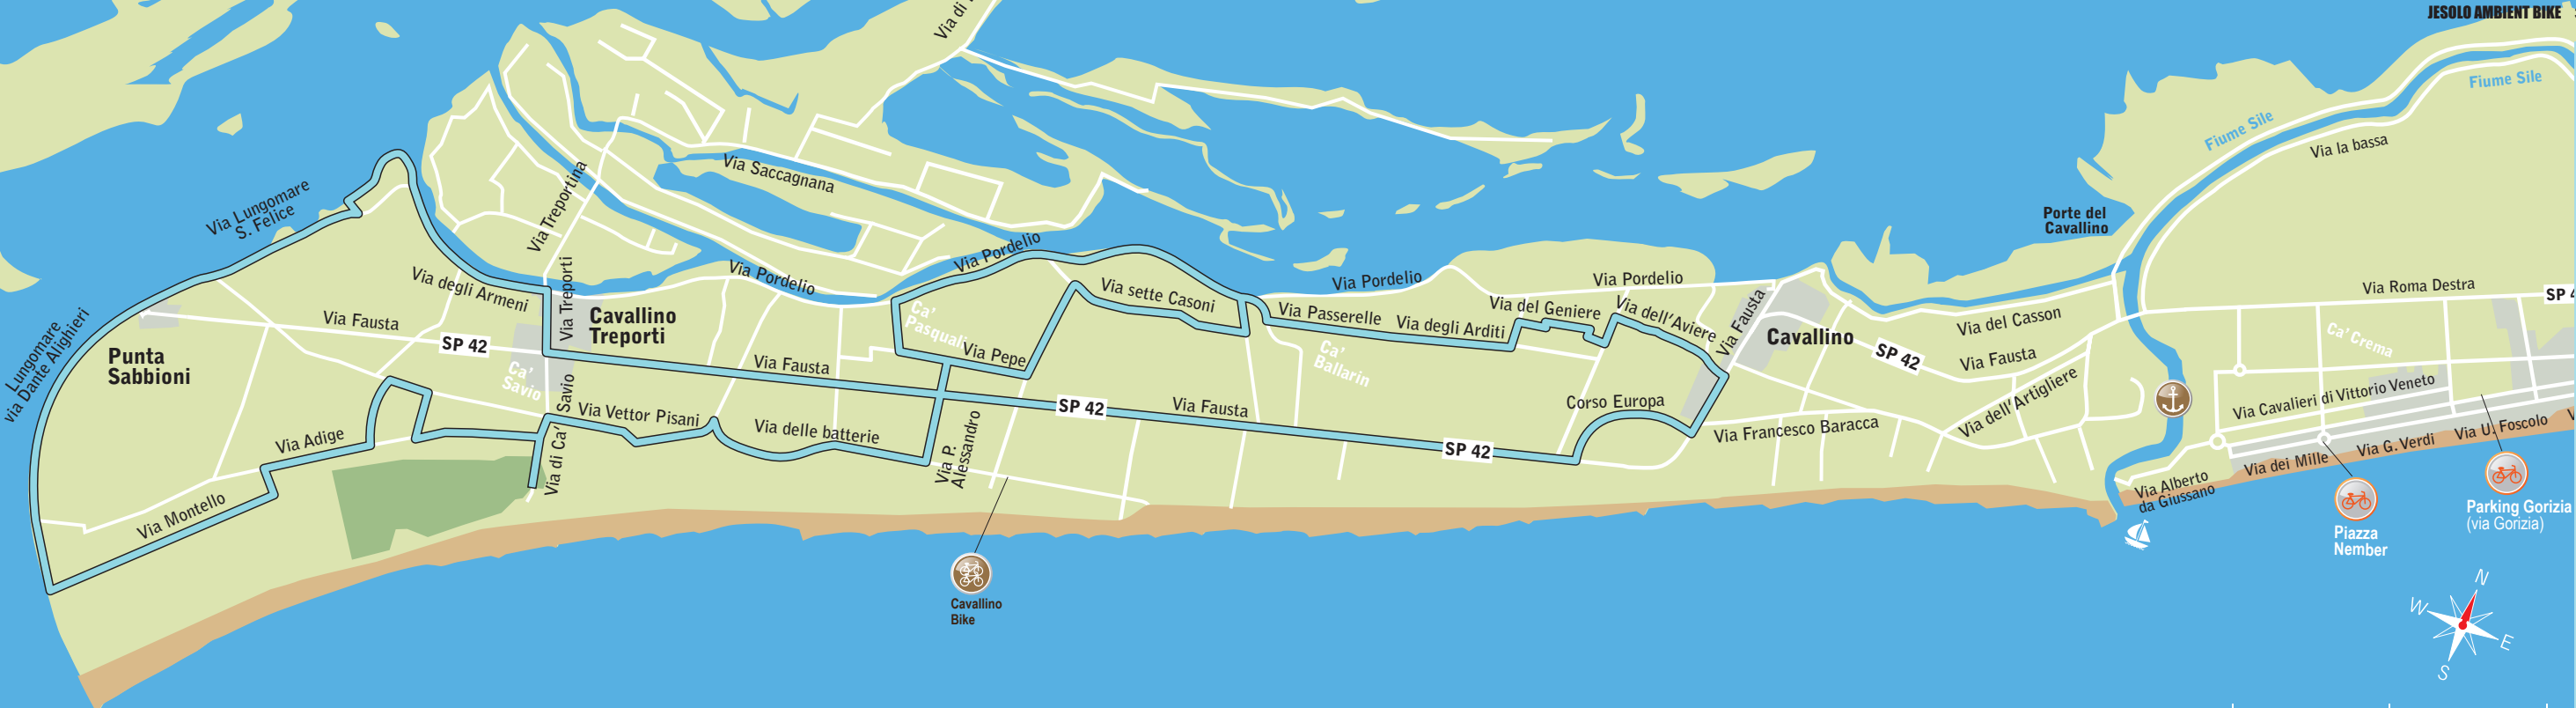 JESOLO AMBIENT BIKE
Via di
Fiume Sile
Fiume Sile
Via la bassa
Via Saccagnana
Via Treportina
Via Lungomare
S. Felice
Porte del
Cavallino
Via Pordelio
Via Pordelio
Via Pordelio
Via Pordelio
Via degli Armeni
Via Treporti
Via sette Casoni
Via Roma Destra
SP 4
Lungomare
via Dante Alighieri
Via Fausta
SP 42
Cavallino
Treporti
Ca'
Pasquali
Via Passerelle
Via degli Arditi
Via del Geniere
Via dell'Aviere
Via Fausta
Cavallino
Via del Casson
Ca' Crema
Punta
Sabbioni
Ca'
Savio
Via Fausta
Via Pepe
Ca'
Ballarin
SP 42
Via Fausta
Via dell'Artigliere
Via Cavalieri di Vittorio Veneto
Via di Ca' Savio
Via Vettor Pisani
Via delle batterie
SP 42
Via Fausta
Corso Europa
SP 42
Via Francesco Baracca
Via Adige
Via P.
Alessandro
Via Montello
Via Alberto
da Giussano
Via dei Mille
Via G. Verdi
Via U. Foscolo
V
Parking Gorizia
(via Gorizia)
Piazza
Nember
Cavallino
Bike
N
W
E
S